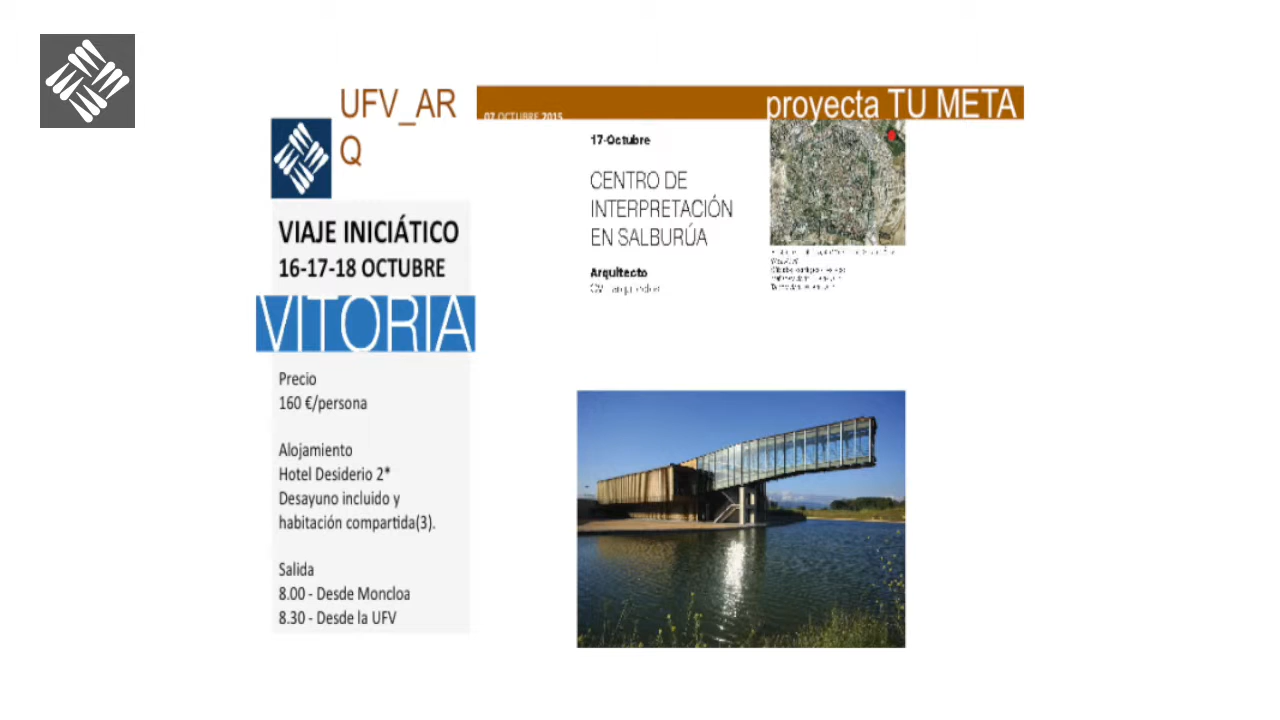 UFV_AR
Q
VIAJE INICIÁTICO
16-17-18 OCTUBRE
VITORIA
Precio
160 €/persona
Alojamiento
Hotel Desiderio 2*
Desayuno incluido y
habitación compartida(3).
Salida
8.00 - Desde Moncloa
8.30 - Desde la UFV
07 OCTUBRE 2015
proyecta TU META
17-Octubre
CENTRO DE
INTERPRETACIÓN
EN SALBURÚA
Arquitecto